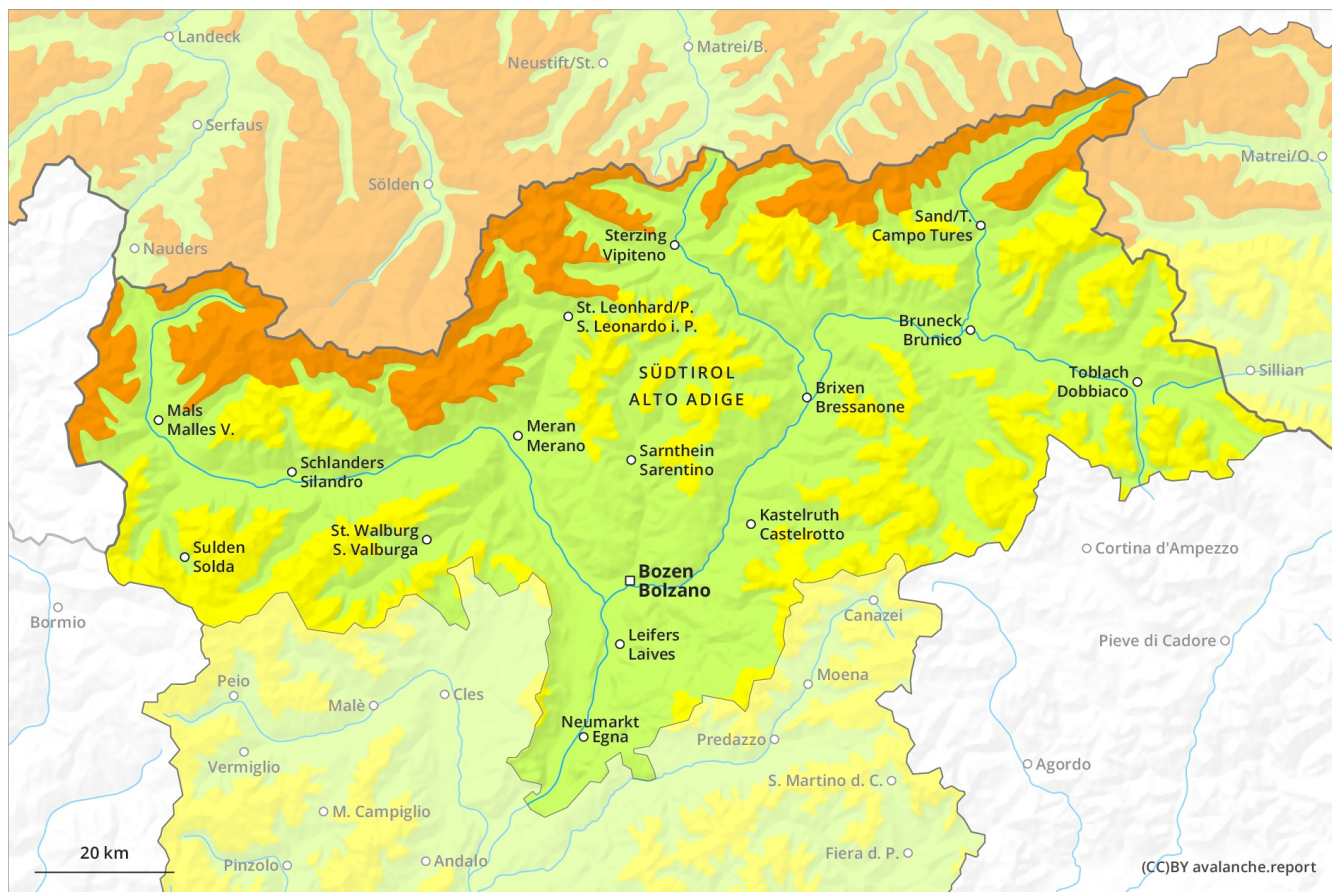 Landeck
Matrei/B.
Neustift/St.
Serfaus
Matrei/O.
Sölden
Sand/T.
Campo Tures
Sterzing
Vipiteno
Nauders
St. Leonhard/P.
S. Leonardo i. P.
Bruneck
Brunico
SÜDTIROL
ALTO ADIGE
Toblach
Dobbiaco
Sillian
Brixen
Bressanone
Mals
Malles V.
Meran
Merano
Sarnthein
Sarentino
Schlanders
Silandro
Kastelruth
Castelrotto
St. Walburg
S. Valburga
Sulden
Solda
Cortina d'Ampezzo
Bozen
Bolzano
Bormio
Canazei
Leifers
Laives
Pieve di Cadore
Peio
Moena
Malè
Cles
Neumarkt
Egna
Predazzo
Vermiglio
Agordo
S. Martino d. C.
M. Campiglio
20 km
Pinzolo
Andalo
Fiera d. P.
(CC)BY avalanche.report